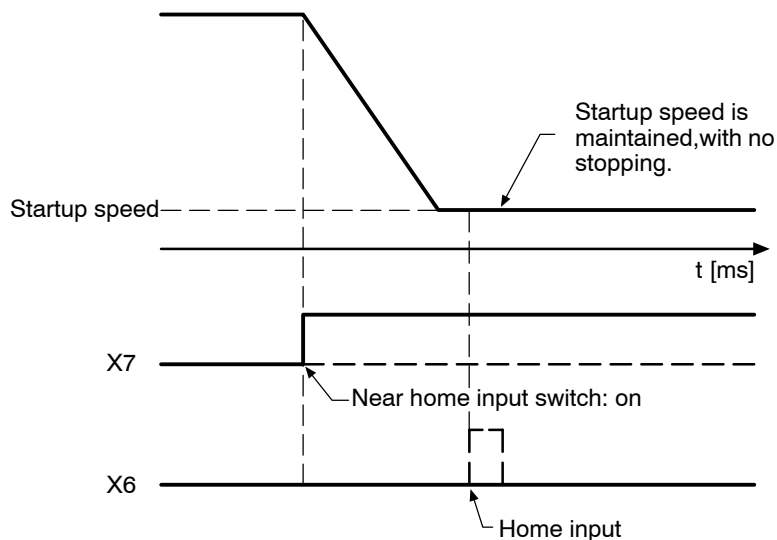 Startup speed is
maintained,with no
stopping.
Startup speed
t [ms]
X7
Near home input switch: on
X6
Home input